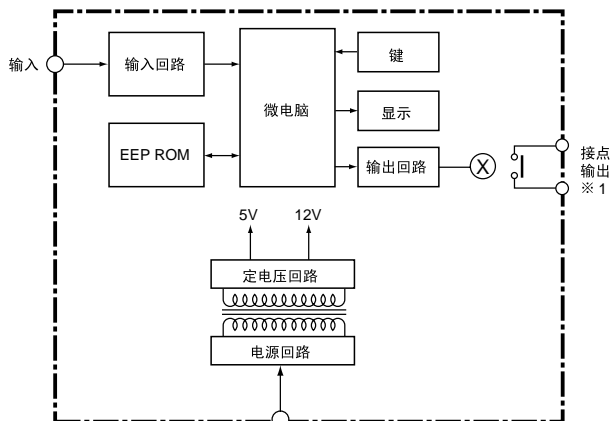 输入
输入回路
微电脑
键
显示
EEP ROM
输出回路
X
接点
输出
※1
5V
12V
定电压回路
电源回路